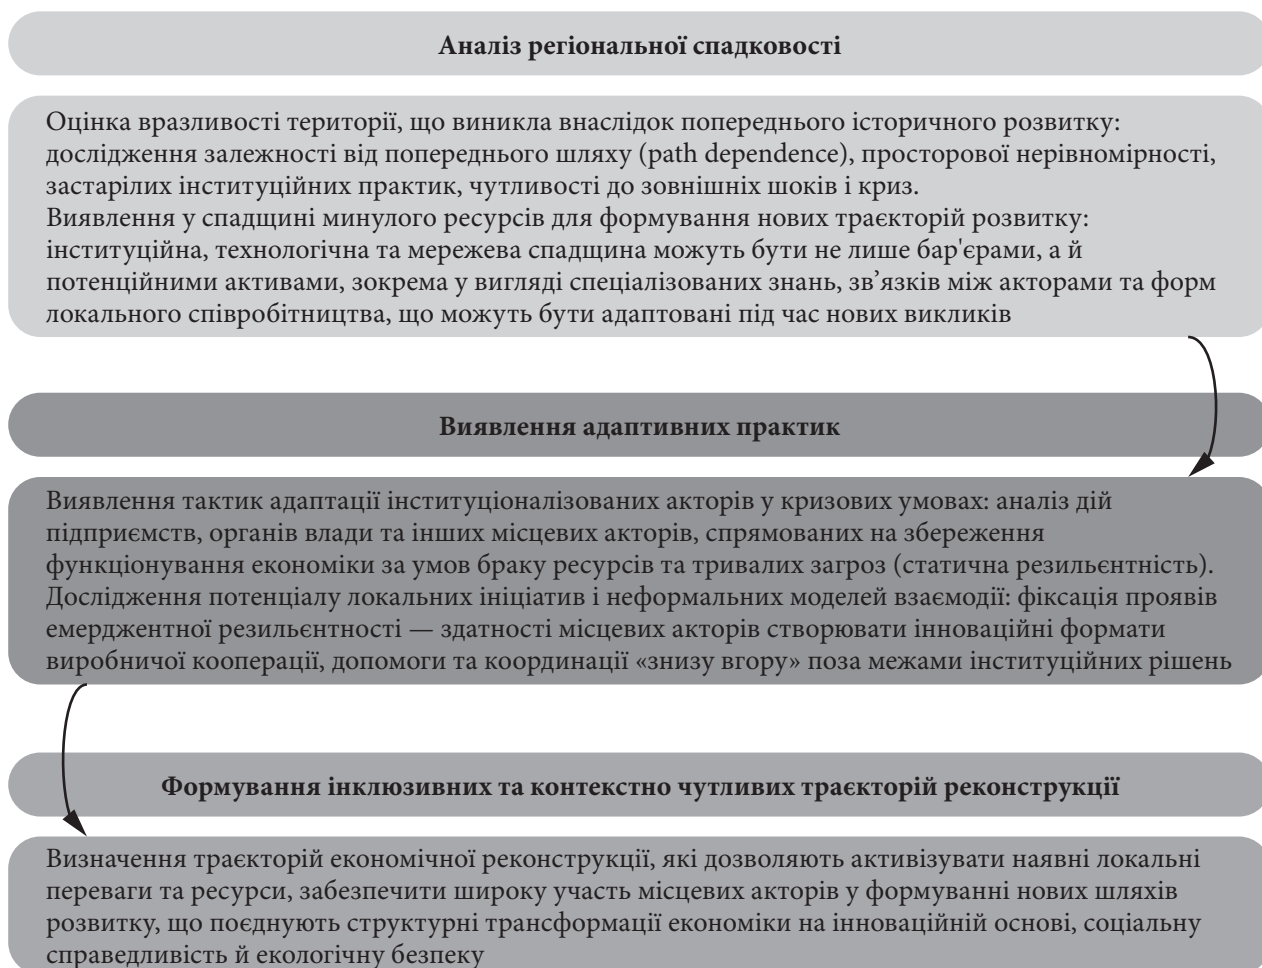 Аналіз регіональної спадковості
Оцінка вразливості території, що виникла внаслідок попереднього історичного розвитку:
дослідження залежності від попереднього шляху (path dependence), просторової нерівномірності,
застарілих інституційних практик, чутливості до зовнішніх шоків і криз.
Виявлення у спадщині минулого ресурсів для формування нових траєкторій розвитку:
інституційна, технологічна та мережева спадщина можуть бути не лише бар'єрами, а й
потенційними активами, зокрема у вигляді спеціалізованих знань, зв’язків між акторами та форм
локального співробітництва, що можуть бути адаптовані під час нових викликів
Виявлення адаптивних практик
Виявлення тактик адаптації інституціоналізованих акторів у кризових умовах: аналіз дій
підприємств, органів влади та інших місцевих акторів, спрямованих на збереження
функціонування економіки за умов браку ресурсів та тривалих загроз (статична резильєнтність).
Дослідження потенціалу локальних ініціатив і неформальних моделей взаємодії: фіксація проявів
емерджентної резильєнтності — здатності місцевих акторів створювати інноваційні формати
виробничої кооперації, допомоги та координації «знизу вгору» поза межами інституційних рішень
Формування інклюзивних та контекстно чутливих траєкторій реконструкції
Визначення траєкторій економічної реконструкції, які дозволяють активізувати наявні локальні
переваги та ресурси, забезпечити широку участь місцевих акторів у формуванні нових шляхів
розвитку, що поєднують структурні трансформації економіки на інноваційній основі, соціальну
справедливість й екологічну безпеку